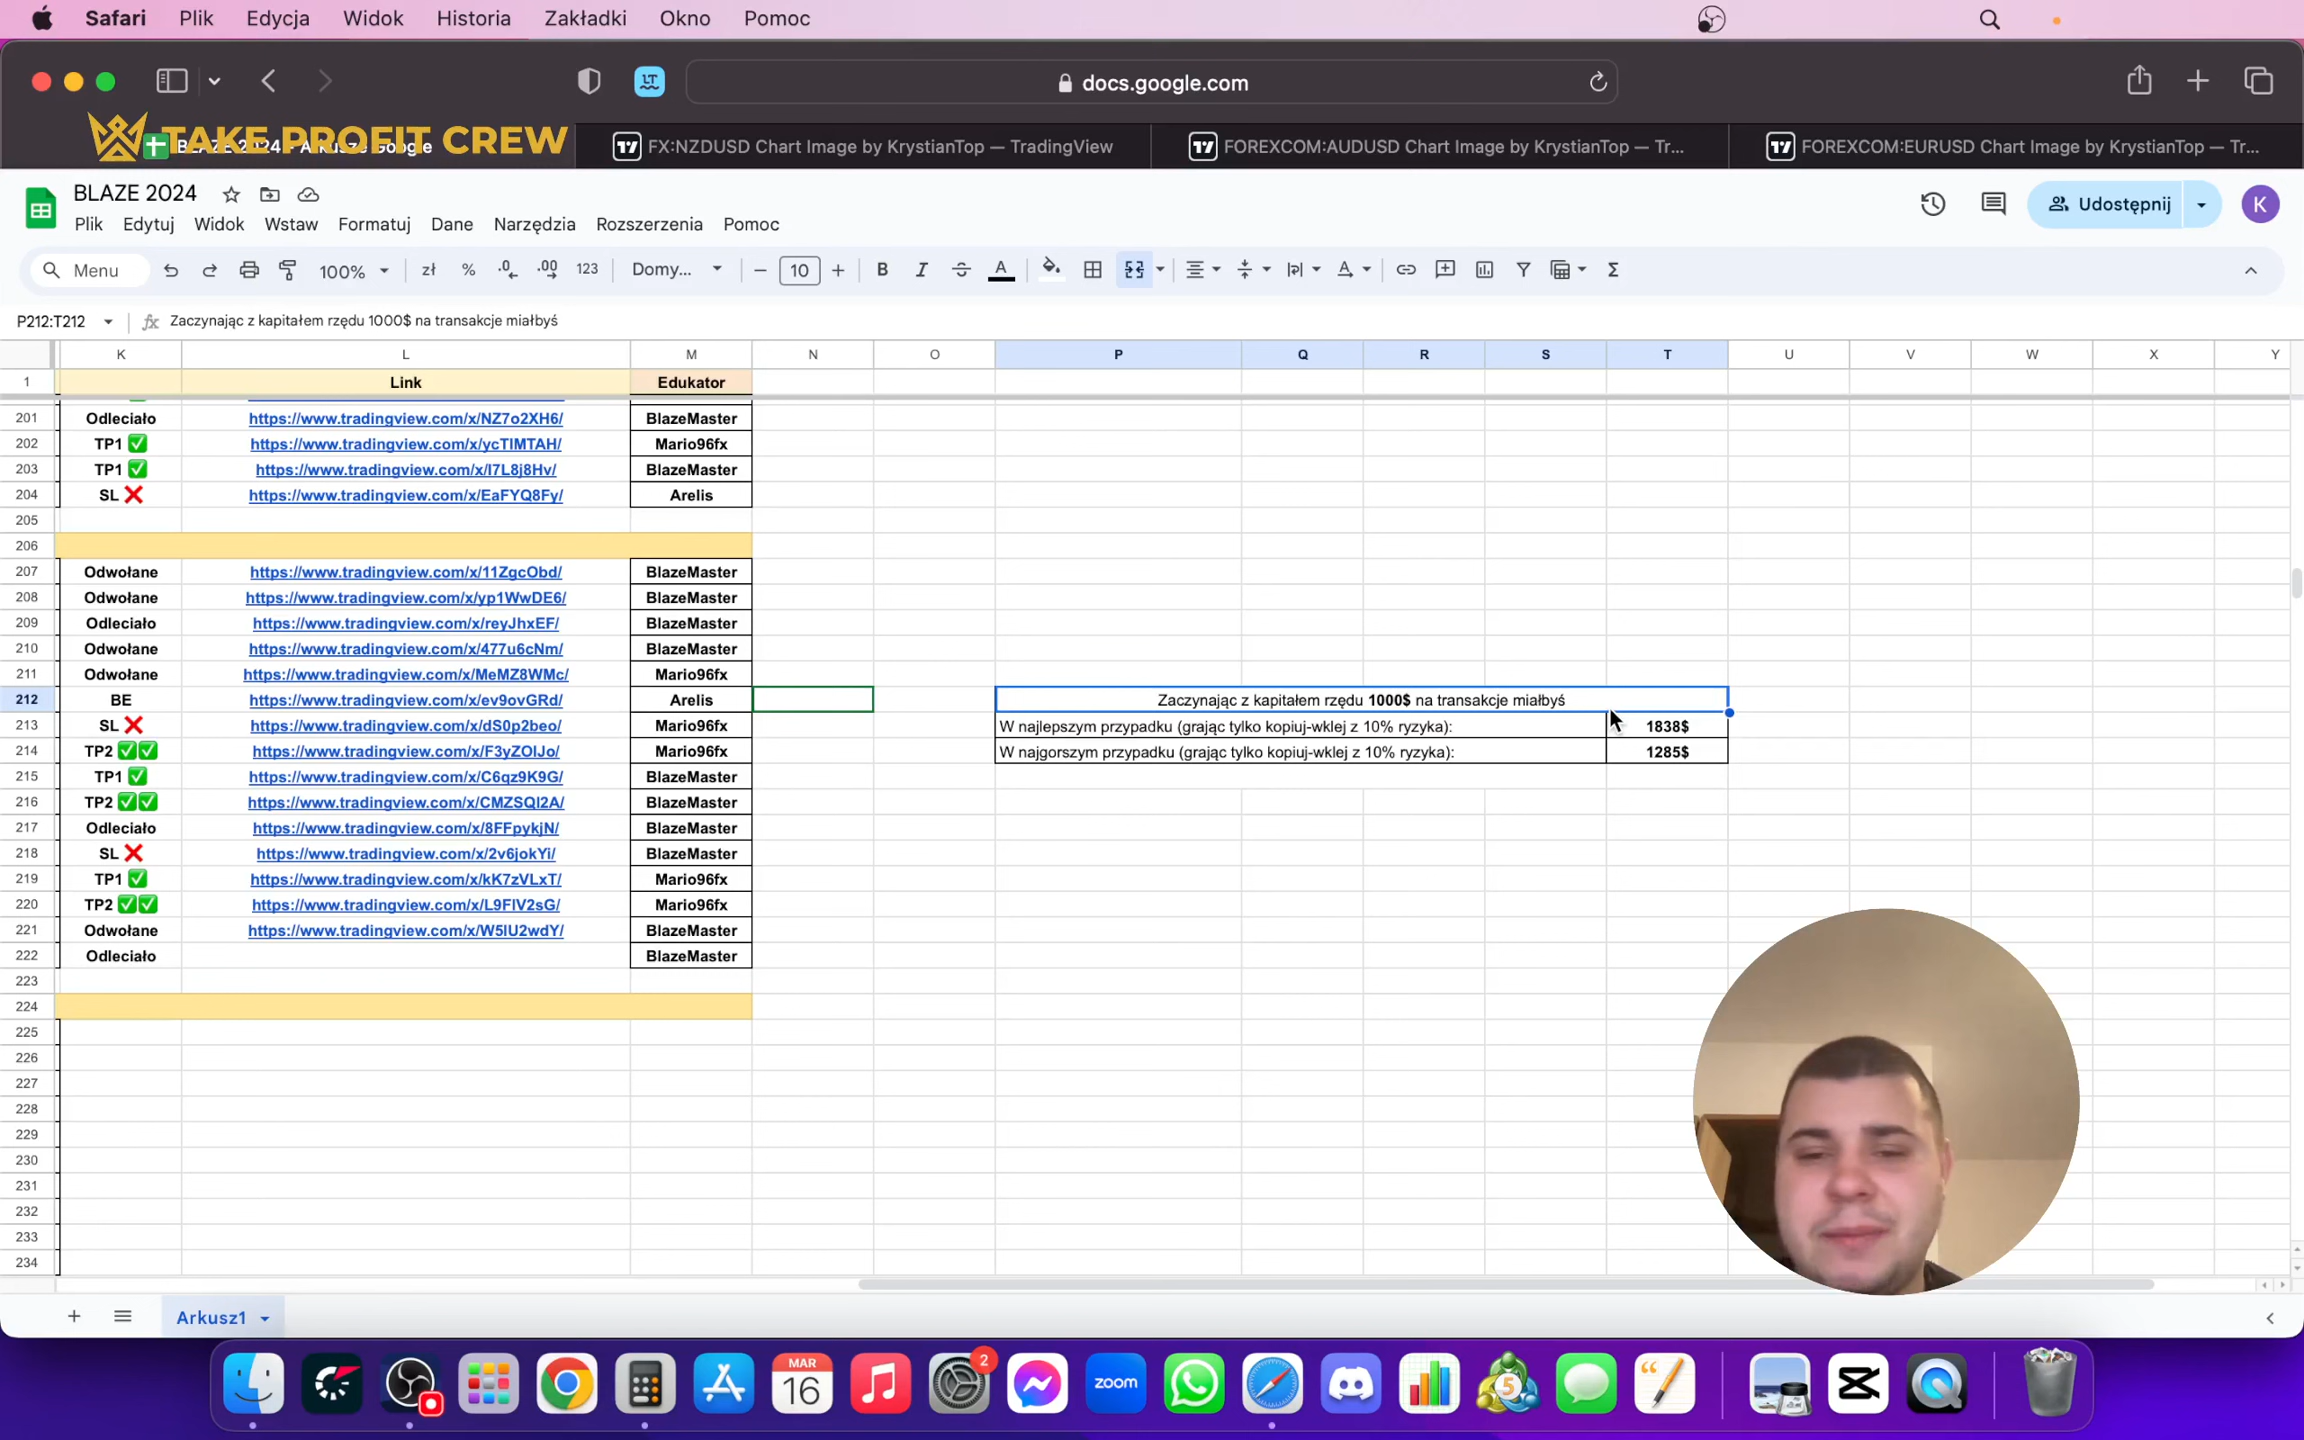 Safari Plik Edycja Widok Historia Zakładki Okno Pomoc
docs.google.com
TAKE PROFIT CREW
FX:NZDUSD Chart Image by KrystianTop — TradingView
FOREXCOM:AUDUSD Chart Image by KrystianTop — Tr...
FOREXCOM:EURUSD Chart Image by KrystianTop — Tr...
BLAZE 2024
Plik Edytuj Widok Wstaw Formatuj Dane Narzędzia Rozszerzenia Pomoc
Udostępnij
K
Menu 100% zł % .0 .00 123 Domy... 10 B I A Σ
P212:T212 fx Zaczynając z kapitałem rzędu 1000$ na transakcje miałbyś
K L M N O P Q R S T U V W X Y
1 Link Edukator
201 Odleciało https://www.tradingview.com/x/NZ7o2XH6/ BlazeMaster
202 TP1 ✅ https://www.tradingview.com/x/ycTIMTAH/ Mario96fx
203 TP1 ✅ https://www.tradingview.com/x/I7L8j8Hv/ BlazeMaster
204 SL ❌ https://www.tradingview.com/x/EaFYQ8Fy/ Arelis
205
206
207 Odwołane https://www.tradingview.com/x/11ZgcObd/ BlazeMaster
208 Odwołane https://www.tradingview.com/x/yp1WwDE6/ BlazeMaster
209 Odleciało https://www.tradingview.com/x/reyJhxEF/ BlazeMaster
210 Odwołane https://www.tradingview.com/x/477u6cNm/ BlazeMaster
211 Odwołane https://www.tradingview.com/x/MeMZ8WMc/ Mario96fx
212 BE https://www.tradingview.com/x/ev9ovGRd/ Arelis Zaczynając z kapitałem rzędu 1000$ na transakcje miałbyś
213 SL ❌ https://www.tradingview.com/x/dS0p2beo/ Mario96fx W najlepszym przypadku (grając tylko kopiuj-wklej z 10% ryzyka): 1838$
214 TP2 ✅✅ https://www.tradingview.com/x/F3yZOlJo/ Mario96fx W najgorszym przypadku (grając tylko kopiuj-wklej z 10% ryzyka): 1285$
215 TP1 ✅ https://www.tradingview.com/x/C6qz9K9G/ BlazeMaster
216 TP2 ✅✅ https://www.tradingview.com/x/CMZSQI2A/ BlazeMaster
217 Odleciało https://www.tradingview.com/x/8FFpykjN/ BlazeMaster
218 SL ❌ https://www.tradingview.com/x/2v6jokYi/ BlazeMaster
219 TP1 ✅ https://www.tradingview.com/x/kK7zVLxT/ Mario96fx
220 TP2 ✅✅ https://www.tradingview.com/x/L9FIV2sG/ Mario96fx
221 Odwołane https://www.tradingview.com/x/W5IU2wdY/ BlazeMaster
222 Odleciało BlazeMaster
223
224
225
226
227
228
229
230
231
232
233
234
Arkusz1
MAR
16
2
zoom
5